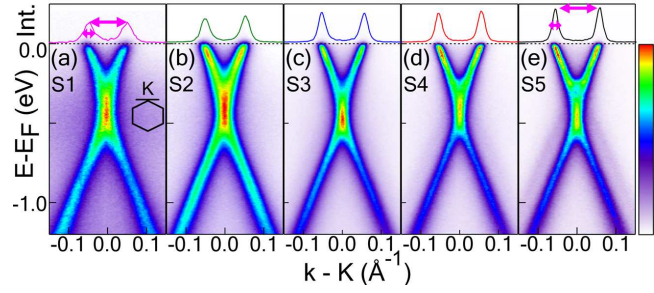 Int.
0.0
-1.0
E-EF (eV)
(a) (b) (c) (d) (e)
S1 S2 S3 S4 S5
K
-0.1 0.0 0.1 -0.1 0.0 0.1 -0.1 0.0 0.1 -0.1 0.0 0.1 -0.1 0.0 0.1
k - K (Å⁻¹)